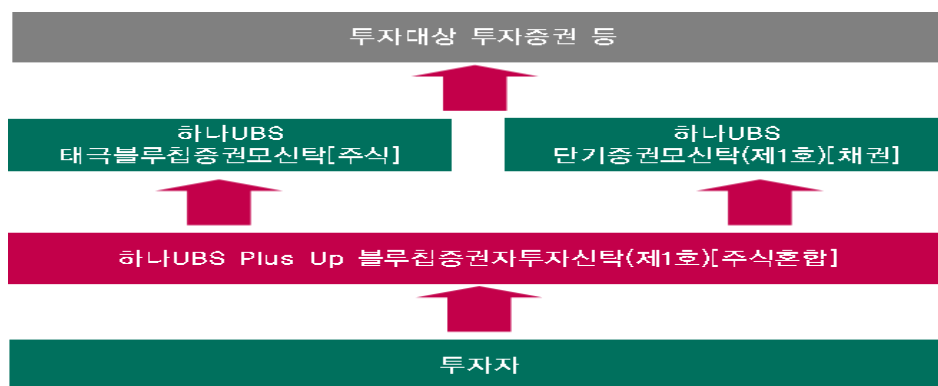 투자대상 투자증권 등
하나UBS
태극블루칩증권모신탁[주식]
하나UBS
단기증권모신탁(제1호)[채권]
하나UBS Plus Up 블루칩증권자투자신탁(제1호)[주식혼합]
투자자